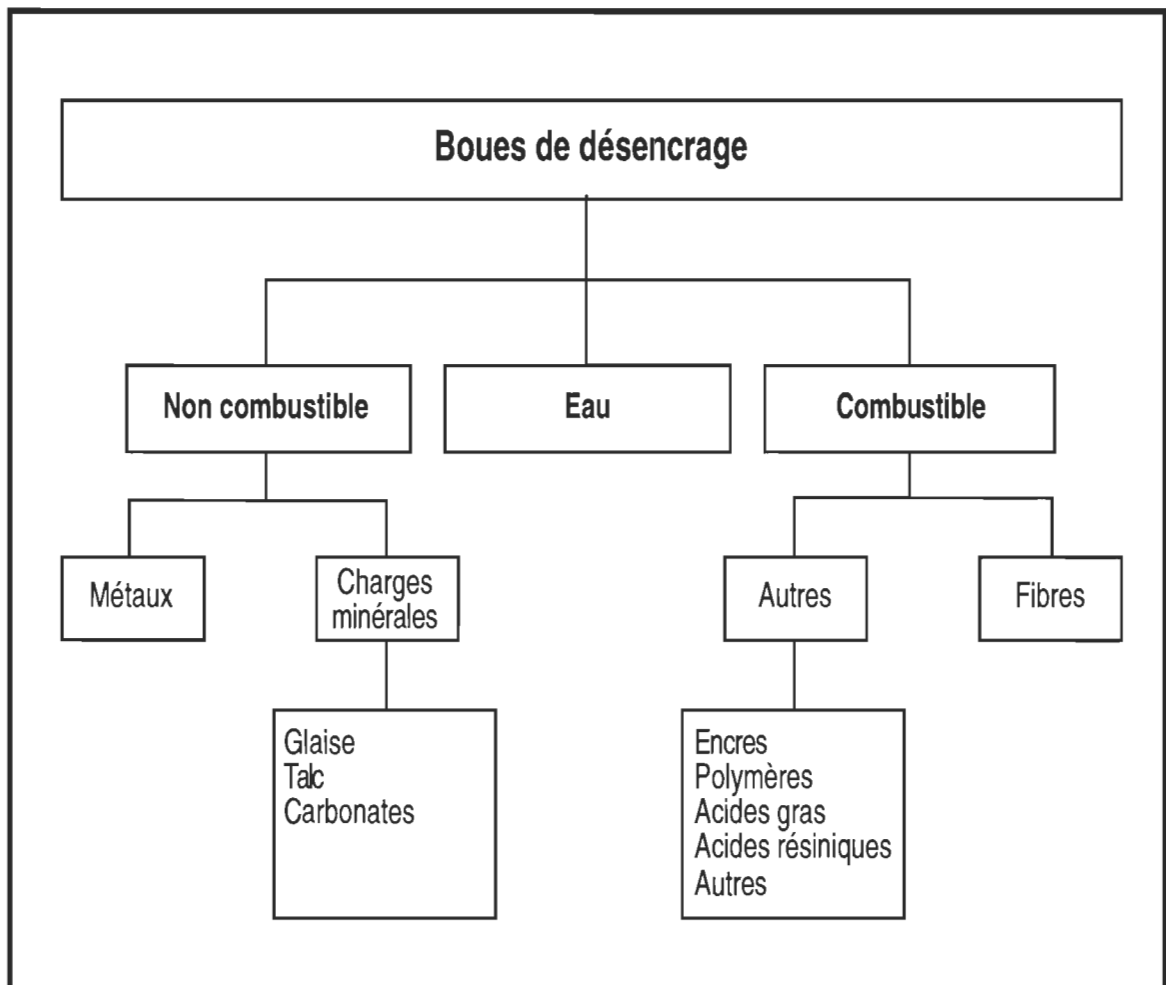 Boues de désencrage
Non combustible
Eau
Combustible
Métaux
Charges
minérales
Autres
Fibres
Glaise
Talc
Carbonates
Encres
Polymères
Acides gras
Acides résiniques
Autres